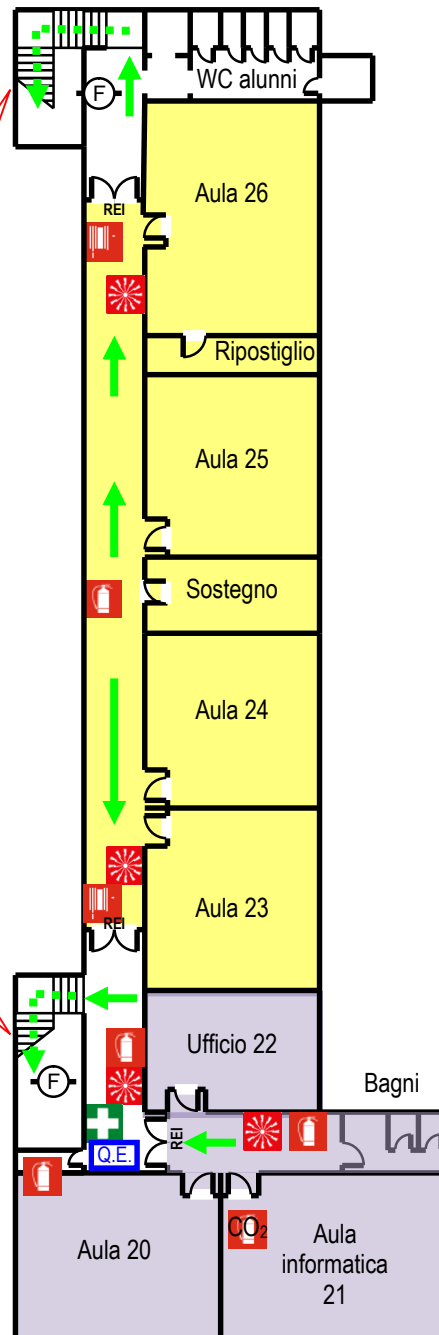 WC alunni
F
Aula 26
REI
Ripostiglio
Aula 25
Sostegno
Aula 24
Aula 23
REI
Ufficio 22
F
Bagni
REI
Q.E.
CO₂
Aula 20
Aula
informatica
21